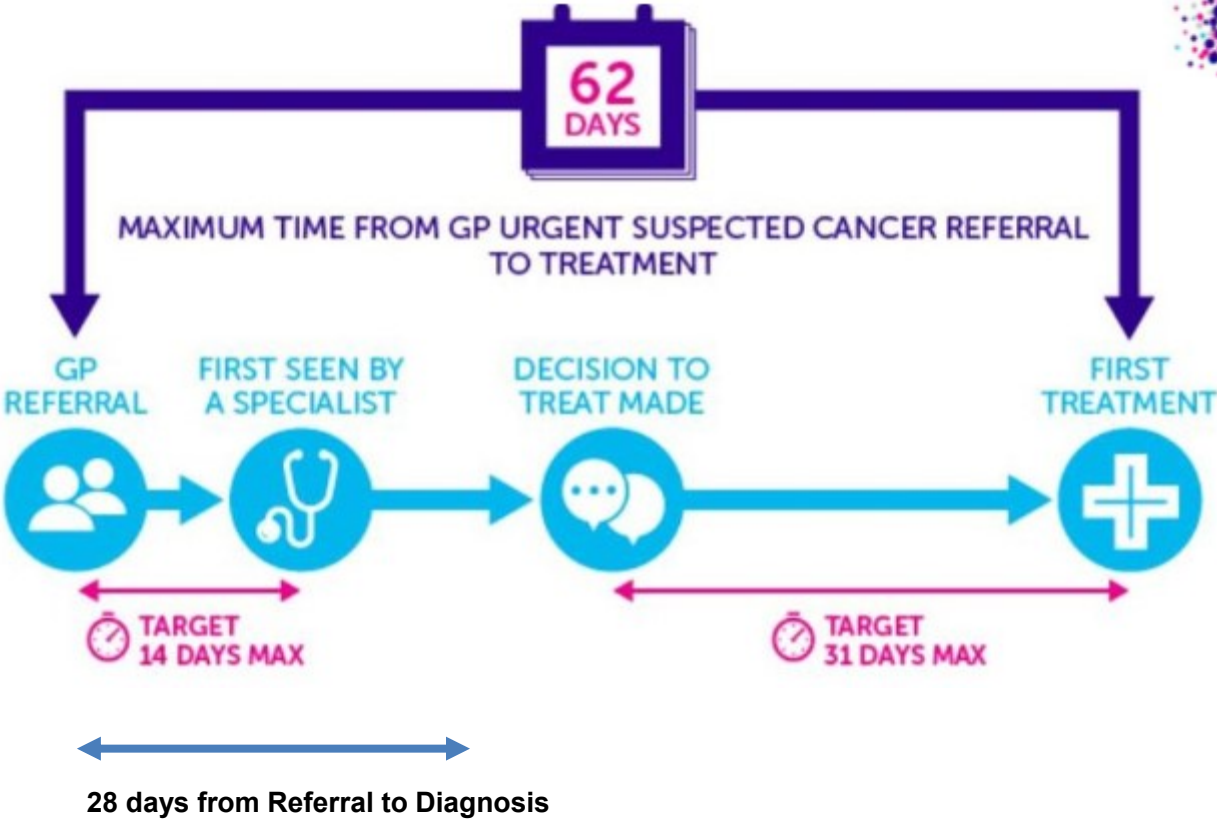 62
DAYS
MAXIMUM TIME FROM GP URGENT SUSPECTED CANCER REFERRAL
TO TREATMENT
GP
REFERRAL
FIRST SEEN BY
A SPECIALIST
DECISION TO
TREAT MADE
FIRST
TREATMENT
TARGET
14 DAYS MAX
TARGET
31 DAYS MAX
28 days from Referral to Diagnosis